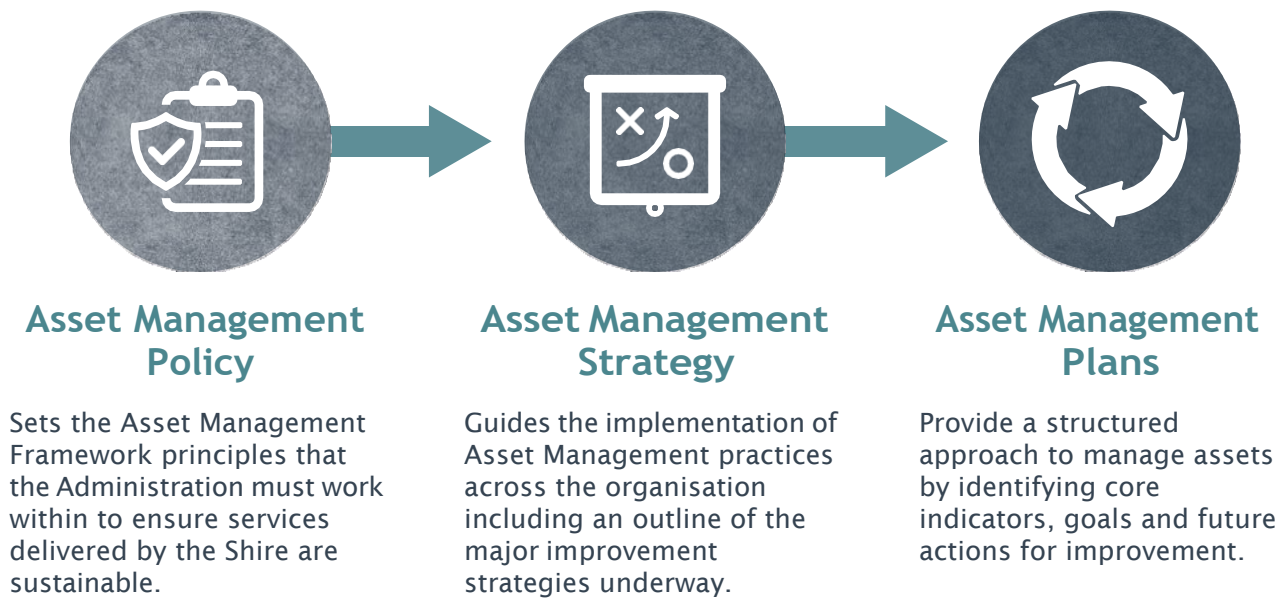 Asset Management
Policy
Sets the Asset Management
Framework principles that
the Administration must work
within to ensure services
delivered by the Shire are
sustainable.
Asset Management
Strategy
Guides the implementation of
Asset Management practices
across the organisation
including an outline of the
major improvement
strategies underway.
Asset Management
Plans
Provide a structured
approach to manage assets
by identifying core
indicators, goals and future
actions for improvement.